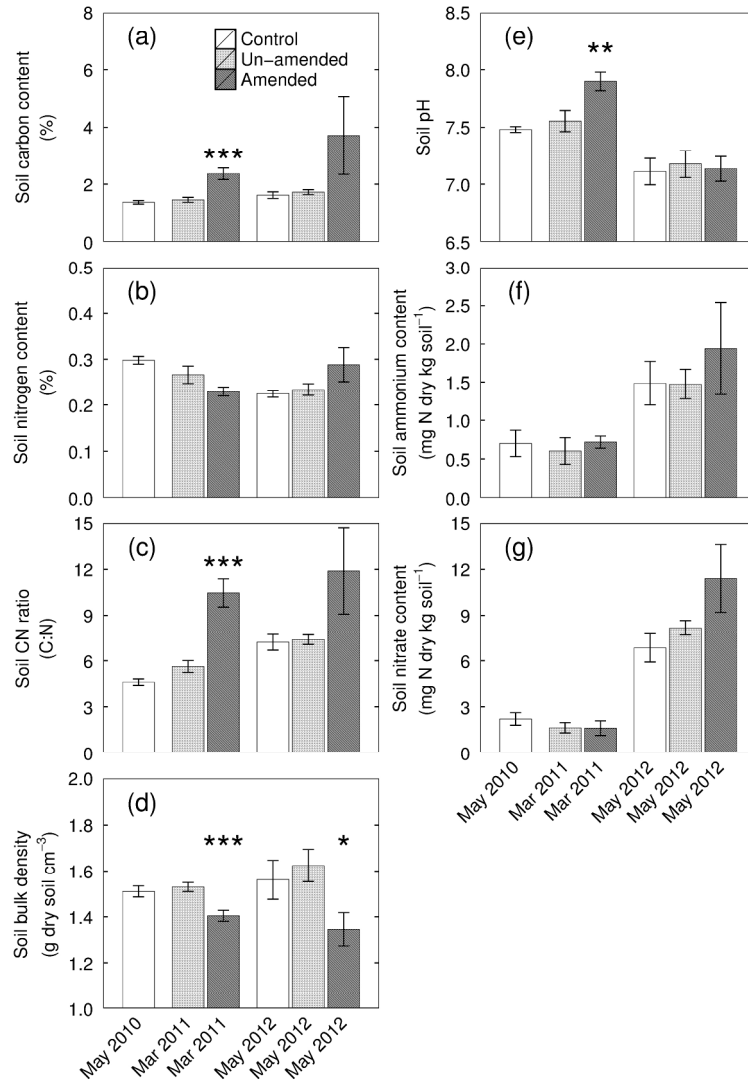 (a)
Control
Un−amended
Amended
Soil carbon content
(%)
8
6
4
2
0
***
(e)
Soil pH
8.5
8.0
7.5
7.0
6.5
**
(b)
Soil nitrogen content
(%)
0.5
0.4
0.3
0.2
0.1
0.0
(f)
Soil ammonium content
(mg N dry kg soil−1)
3.0
2.5
2.0
1.5
1.0
0.5
0.0
(c)
Soil CN ratio
(C:N)
15
12
9
6
3
0
***
(g)
Soil nitrate content
(mg N dry kg soil−1)
15
12
9
6
3
0
May 2010
Mar 2011
Mar 2011
May 2012
May 2012
May 2012
(d)
Soil bulk density
(g dry soil cm−3)
2.0
1.8
1.6
1.4
1.2
1.0
***
*
May 2010
Mar 2011
Mar 2011
May 2012
May 2012
May 2012